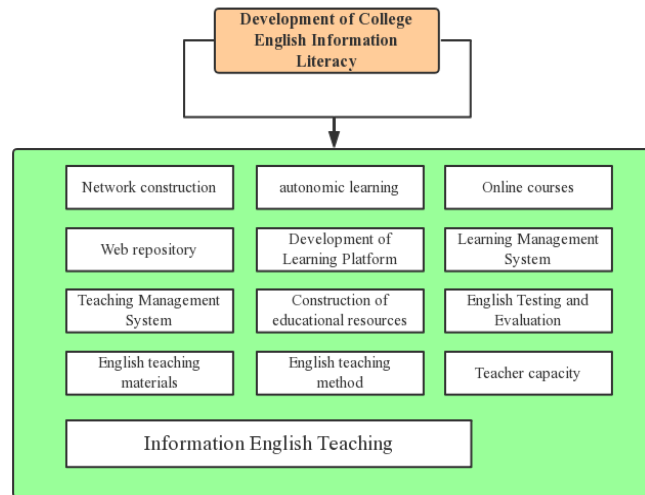 Development of College
English Information
Literacy
Network construction
autonomic learning
Online courses
Web repository
Development of
Learning Platform
Learning Management
System
Teaching Management
System
Construction of
educational resources
English Testing and
Evaluation
English teaching
materials
English teaching
method
Teacher capacity
Information English Teaching